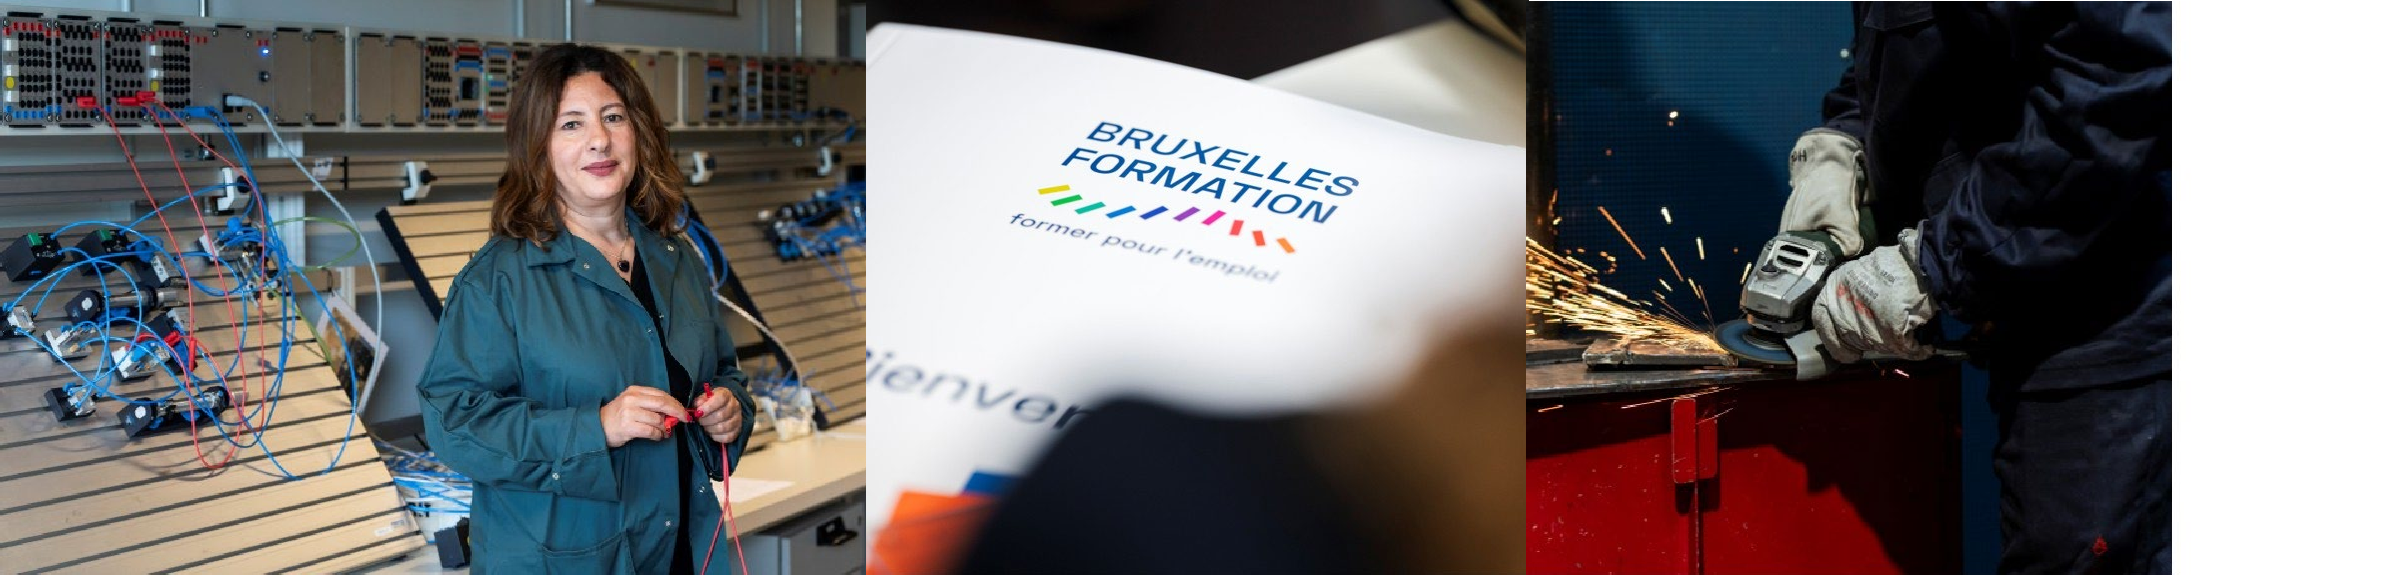 BRUXELLES
FORMATION
former pour l'emploi